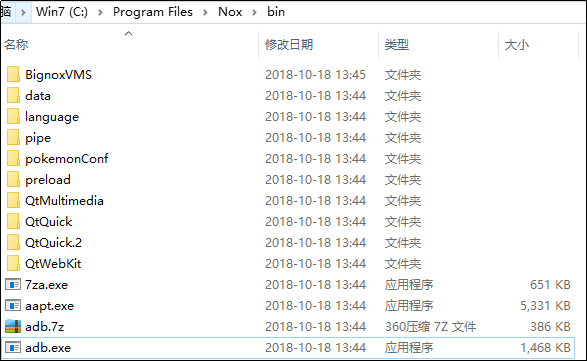 脑 > Win7 (C:) > Program Files > Nox > bin
名称 修改日期 类型 大小
BignoxVMS 2018-10-18 13:45 文件夹
data 2018-10-18 13:44 文件夹
language 2018-10-18 13:44 文件夹
pipe 2018-10-18 13:44 文件夹
pokemonConf 2018-10-18 13:44 文件夹
preload 2018-10-18 13:44 文件夹
QtMultimedia 2018-10-18 13:44 文件夹
QtQuick 2018-10-18 13:44 文件夹
QtQuick.2 2018-10-18 13:44 文件夹
QtWebKit 2018-10-18 13:44 文件夹
7za.exe 2018-10-18 13:44 应用程序 651 KB
aapt.exe 2018-10-18 13:44 应用程序 5,331 KB
adb.7z 2018-10-18 13:44 360压缩 7Z 文件 386 KB
adb.exe 2018-10-18 13:44 应用程序 1,468 KB